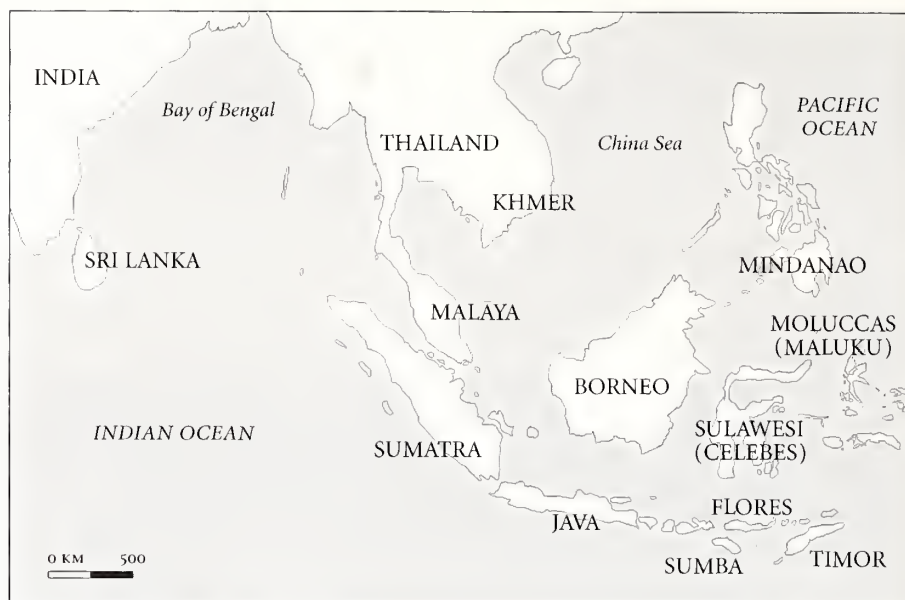 INDIA
Bay of Bengal
THAILAND
China Sea
PACIFIC
OCEAN
KHMER
SRI LANKA
MINDANAO
MALAYA
MOLUCCAS
(MALUKU)
BORNEO
INDIAN OCEAN
SUMATRA
SULAWESI
(CELEBES)
FLORES
JAVA
SUMBA
TIMOR
0 KM 500